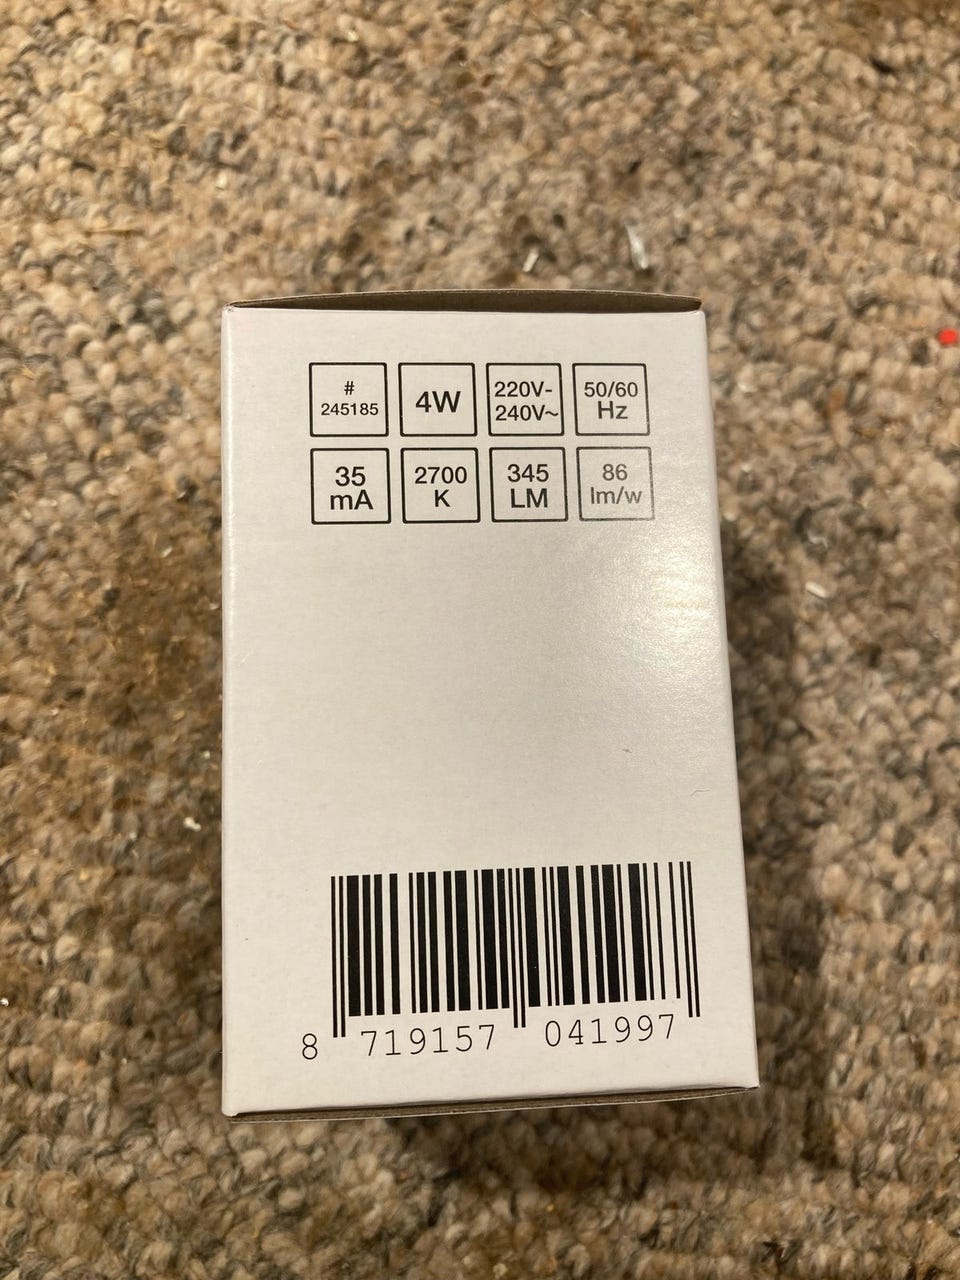 #
245185
4W
220V-
240V~
50/60
Hz
35
mA
2700
K
345
LM
86
lm/w
8 719157 041997